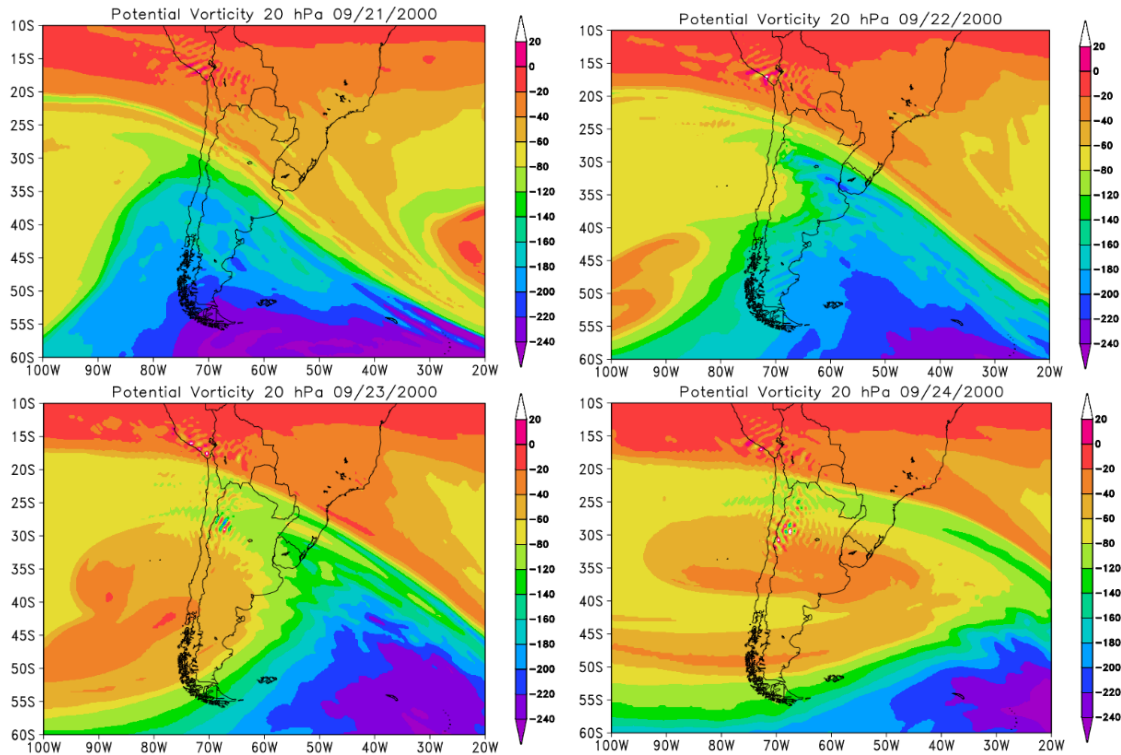 Potential Vorticity 20 hPa 09/21/2000
10S
15S
20S
25S
30S
35S
40S
45S
50S
55S
60S
100W 90W 80W 70W 60W 50W 40W 30W 20W
20
0
-20
-40
-60
-80
-120
-140
-160
-180
-200
-220
-240
Potential Vorticity 20 hPa 09/22/2000
10S
15S
20S
25S
30S
35S
40S
45S
50S
55S
60S
100W 90W 80W 70W 60W 50W 40W 30W 20W
20
0
-20
-40
-60
-80
-120
-140
-160
-180
-200
-220
-240
Potential Vorticity 20 hPa 09/23/2000
10S
15S
20S
25S
30S
35S
40S
45S
50S
55S
60S
100W 90W 80W 70W 60W 50W 40W 30W 20W
20
0
-20
-40
-60
-80
-120
-140
-160
-180
-200
-220
-240
Potential Vorticity 20 hPa 09/24/2000
10S
15S
20S
25S
30S
35S
40S
45S
50S
55S
60S
100W 90W 80W 70W 60W 50W 40W 30W 20W
20
0
-20
-40
-60
-80
-120
-140
-160
-180
-200
-220
-240